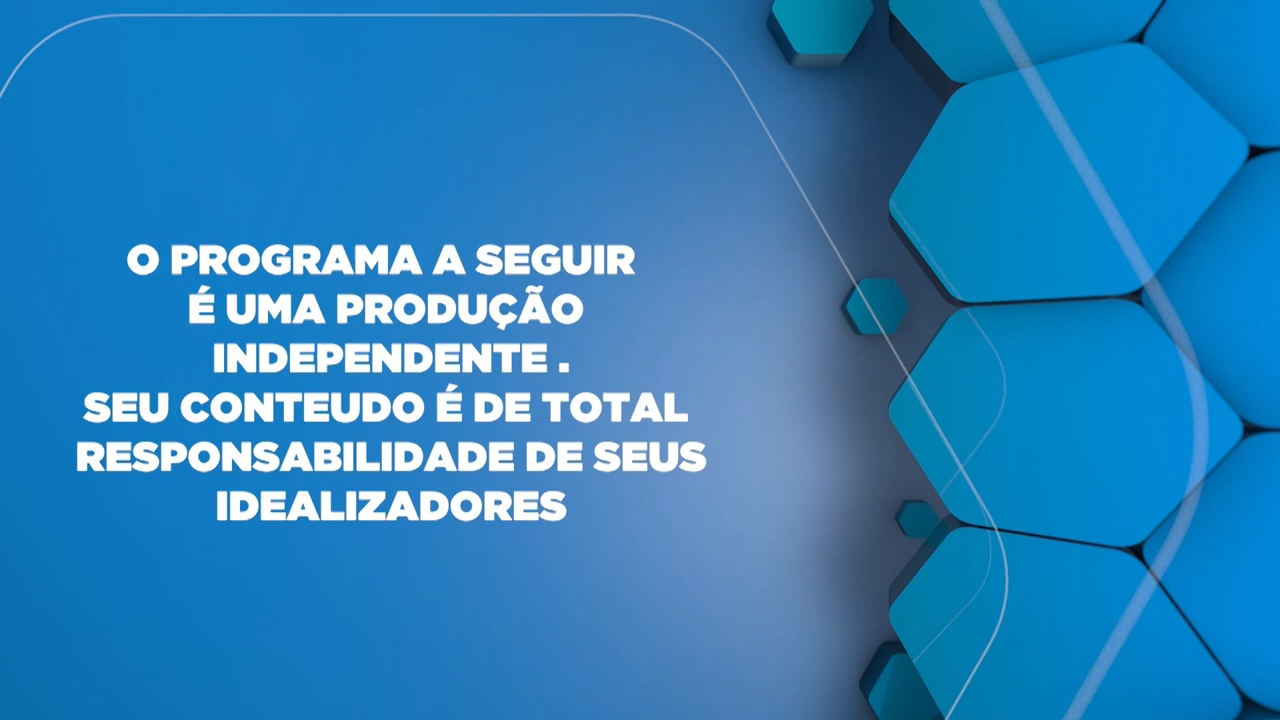 O PROGRAMA A SEGUIR
É UMA PRODUÇÃO
INDEPENDENTE .
SEU CONTEUDO É DE TOTAL
RESPONSABILIDADE DE SEUS
IDEALIZADORES